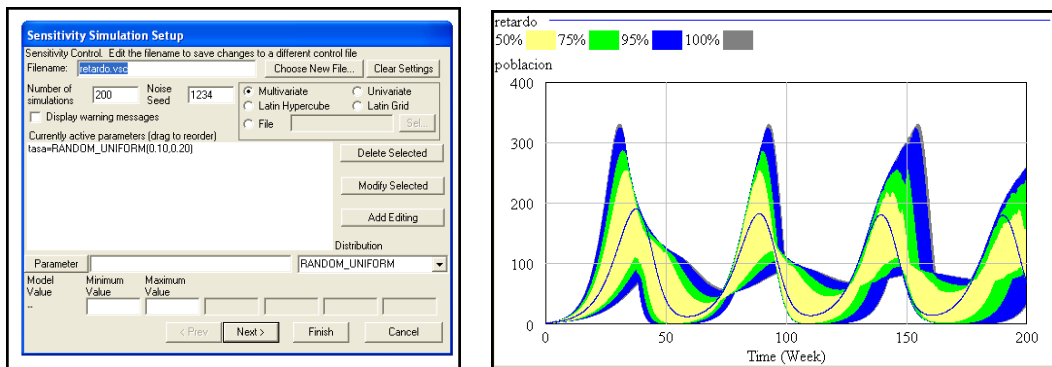 Sensitivity Simulation Setup
Sensitivity Control. Edit the filename to save changes to a different control file
Filename: retardo.vsc Choose New File... Clear Settings
Number of simulations 200 Noise Seed 1234
Multivariate Univariate
Latin Hypercube Latin Grid
File Sel...
Display warning messages
Currently active parameters (drag to reorder)
tasa=RANDOM_UNIFORM(0.10,0.20)
Delete Selected
Modify Selected
Add Editing
Distribution
Parameter RANDOM_UNIFORM
Model Value Minimum Value Maximum Value
--
< Prev Next > Finish Cancel
retardo
50% 75% 95% 100%
poblacion
400
300
200
100
0
0 50 100 150 200
Time (Week)